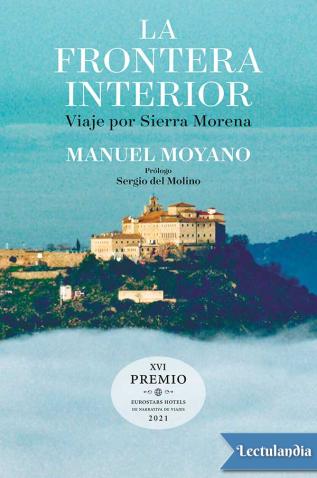 LA
FRONTERA
INTERIOR
Viaje por Sierra Morena
MANUEL MOYANO
Prólogo
Sergio del Molino
XVI
PREMIO
EUROSTARS HOTELS
DE NARRATIVA DE VIAJES
2021
Lectulandia